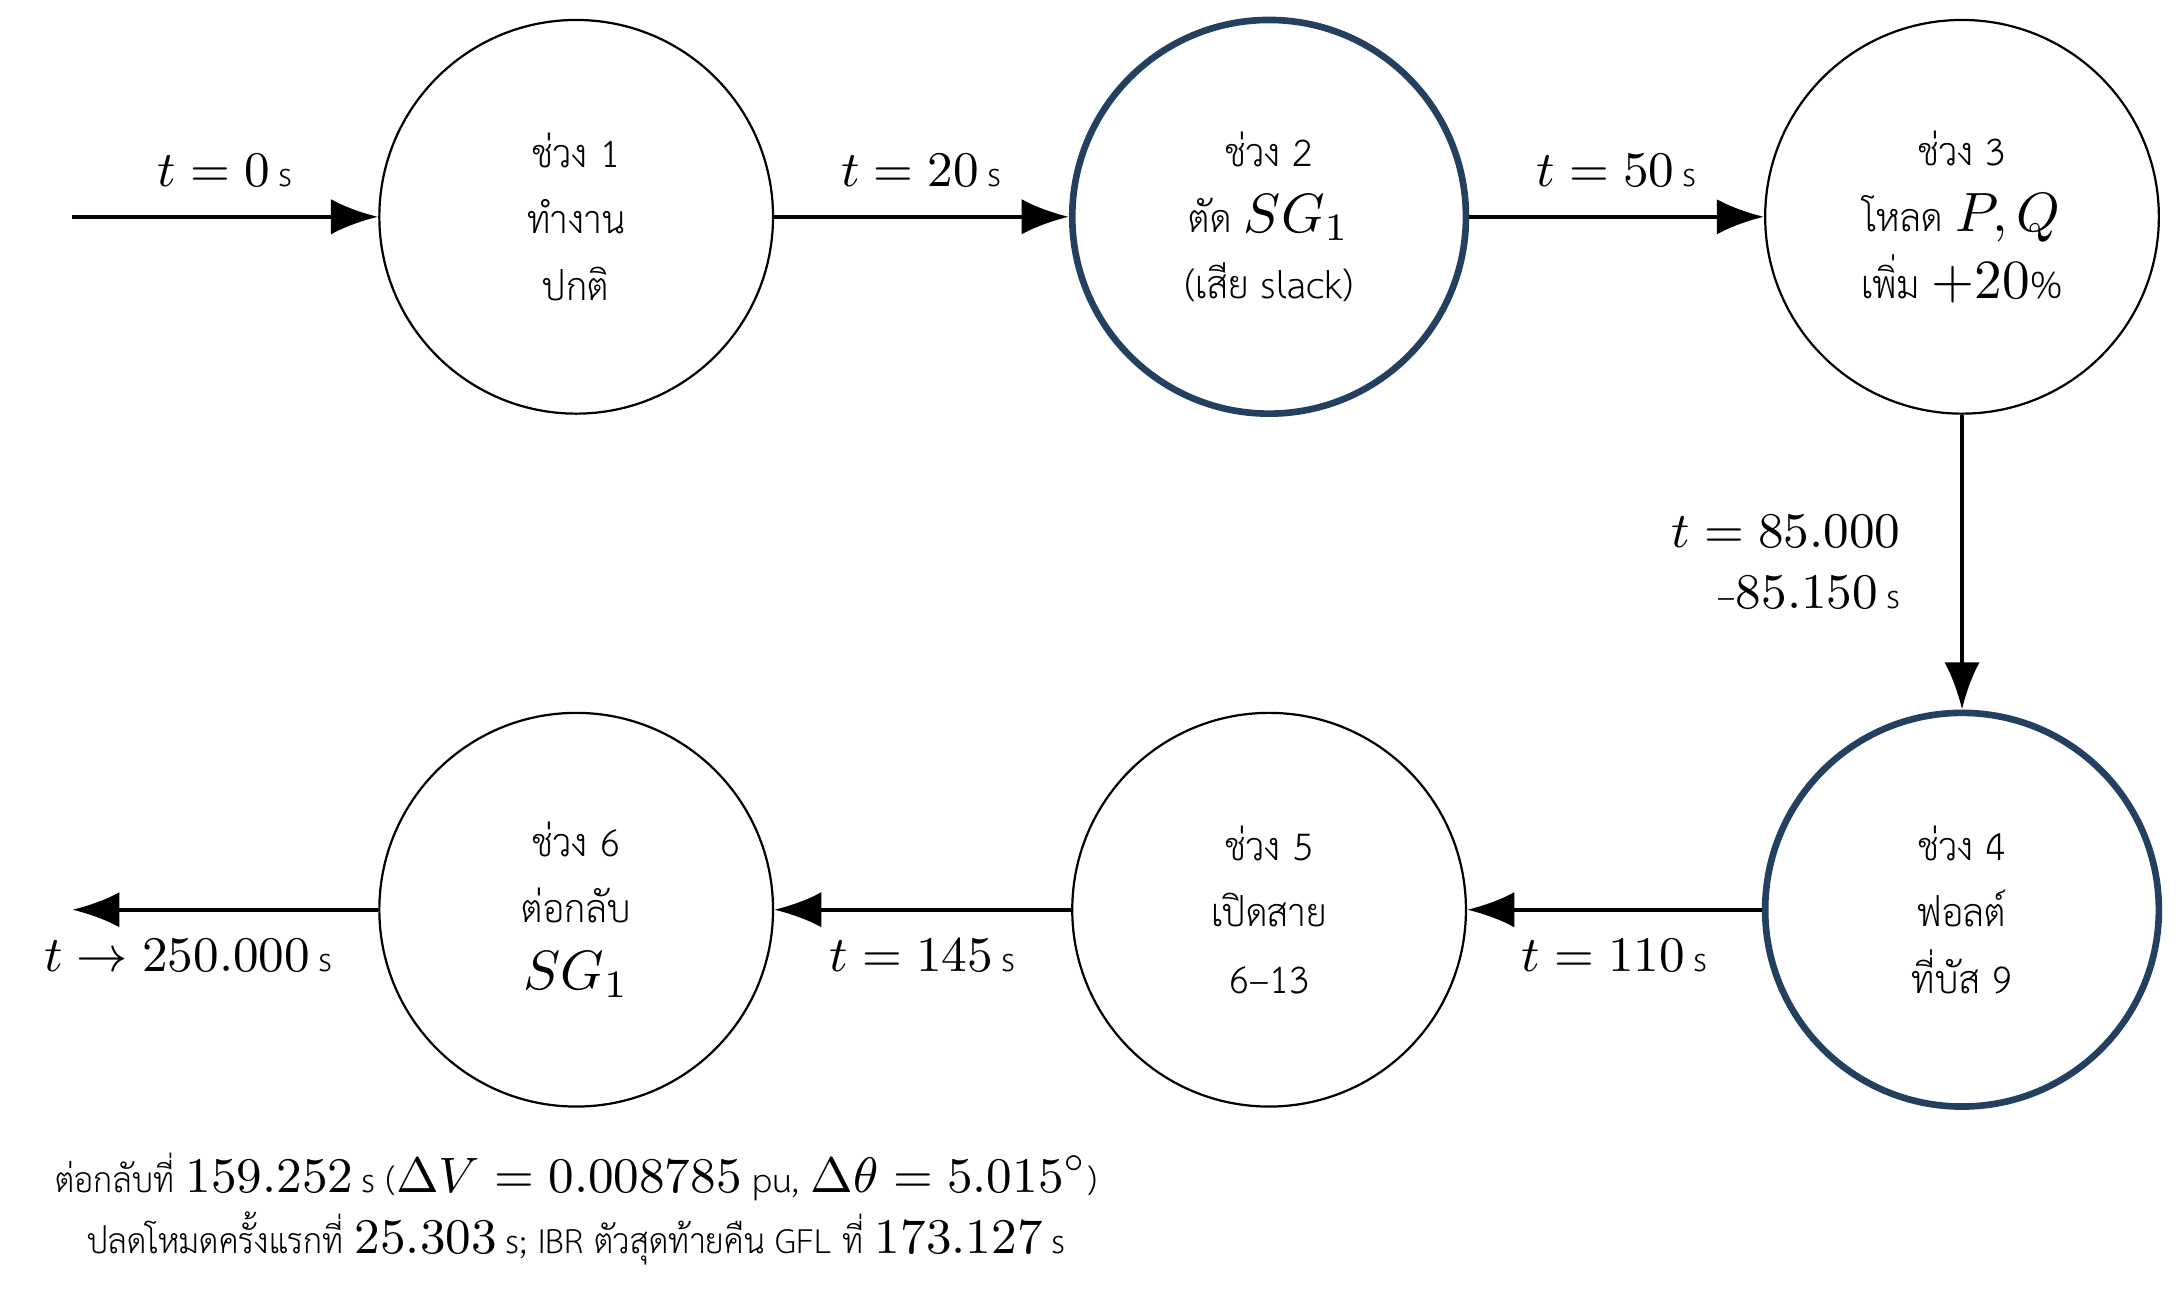 t = 0 s
ช่วง 1
ทำงาน
ปกติ
t = 20 s
ช่วง 2
ตัด SG₁
(เสีย slack)
t = 50 s
ช่วง 3
โหลด P, Q
เพิ่ม +20%
t = 85.000
–85.150 s
ช่วง 4
ฟอลต์
ที่บัส 9
t = 110 s
ช่วง 5
เปิดสาย
6–13
t = 145 s
ช่วง 6
ต่อกลับ
SG₁
t → 250.000 s
ต่อกลับที่ 159.252 s (ΔV = 0.008785 pu, Δθ = 5.015°)
ปลดโหมดครั้งแรกที่ 25.303 s; IBR ตัวสุดท้ายคืน GFL ที่ 173.127 s